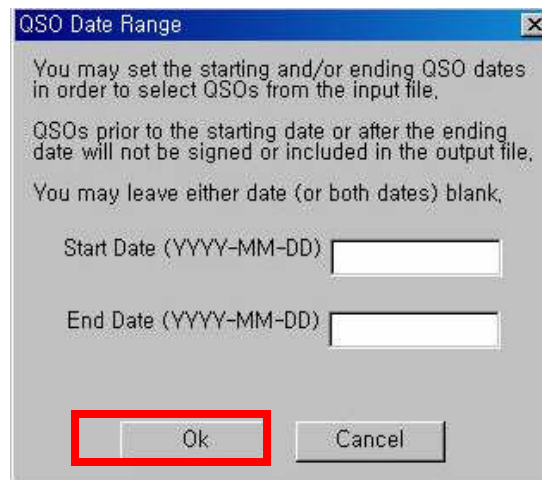 QSO Date Range
You may set the starting and/or ending QSO dates
in order to select QSOs from the input file.
QSOs prior to the starting date or after the ending
date will not be signed or included in the output file.
You may leave either date (or both dates) blank.
Start Date (YYYY-MM-DD)
End Date (YYYY-MM-DD)
Ok Cancel